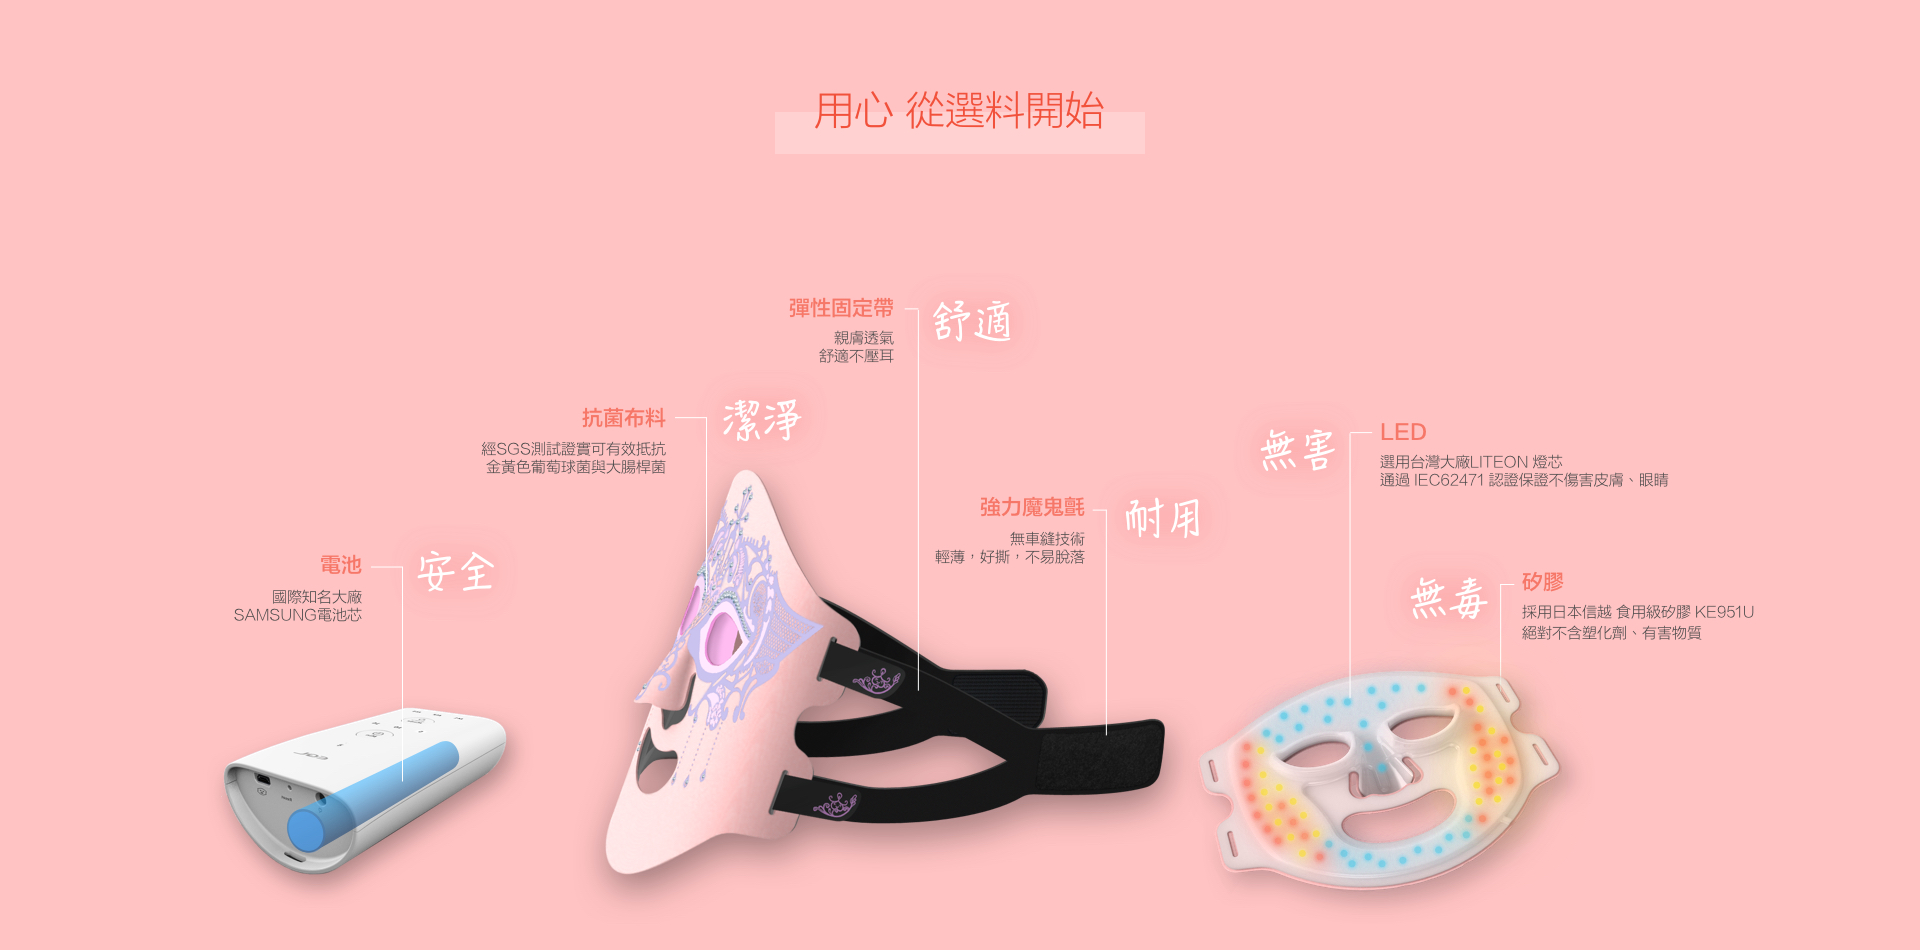 用心 從選料開始
彈性固定帶
舒適
親膚透氣
舒適不壓耳
抗菌布料
潔淨
經SGS測試證實可有效抵抗
金黃色葡萄球菌與大腸桿菌
LED
無害
選用台灣大廠LITEON 燈芯
通過 IEC62471 認證保證不傷害皮膚、眼睛
強力魔鬼氈
耐用
無車縫技術
輕薄，好撕，不易脫落
電池
安全
國際知名大廠
SAMSUNG電池芯
矽膠
無毒
採用日本信越 食用級矽膠 KE951U
絕對不含塑化劑、有害物質